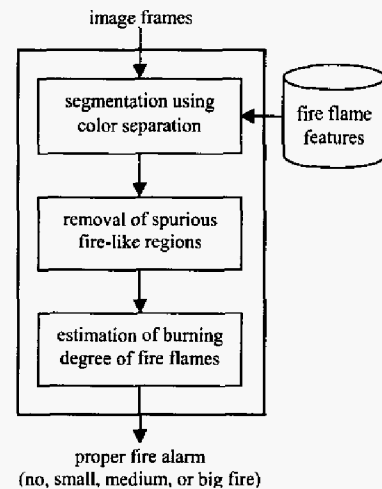 image frames
segmentation using
color separation
fire flame
features
removal of spurious
fire-like regions
estimation of burning
degree of fire flames
proper fire alarm
(no, small, medium, or big fire)